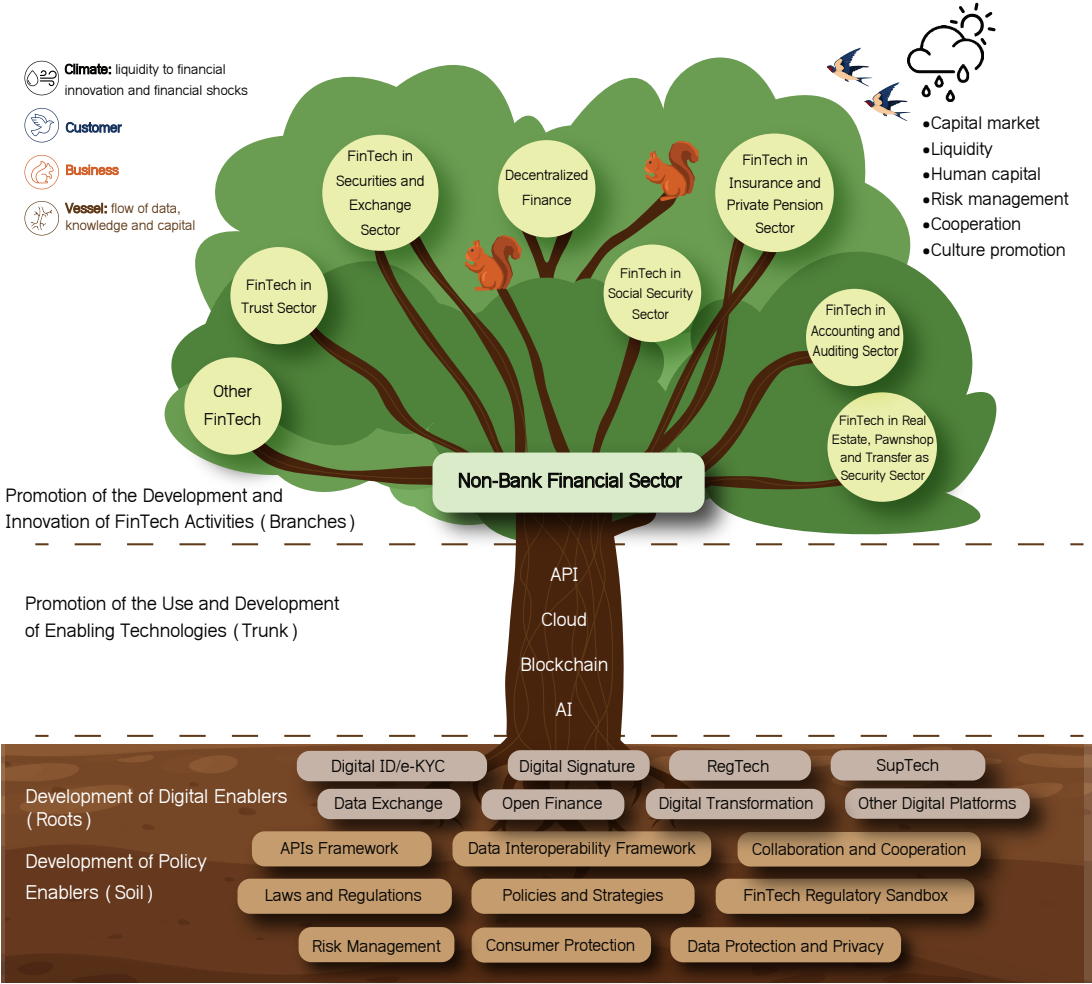 Climate: liquidity to financial
innovation and financial shocks
Customer
Business
Vessel: flow of data,
knowledge and capital
•Capital market
•Liquidity
•Human capital
•Risk management
•Cooperation
•Culture promotion
FinTech in
Securities and
Exchange
Sector
Decentralized
Finance
FinTech in
Insurance and
Private Pension
Sector
FinTech in
Trust Sector
FinTech in
Social Security
Sector
FinTech in
Accounting and
Auditing Sector
Other
FinTech
FinTech in Real
Estate, Pawnshop
and Transfer as
Security Sector
Non-Bank Financial Sector
Promotion of the Development and
Innovation of FinTech Activities (Branches)
Promotion of the Use and Development
of Enabling Technologies (Trunk)
API
Cloud
Blockchain
AI
Development of Digital Enablers
(Roots)
Digital ID/e-KYC
Digital Signature
RegTech
SupTech
Data Exchange
Open Finance
Digital Transformation
Other Digital Platforms
Development of Policy
Enablers (Soil)
APIs Framework
Data Interoperability Framework
Collaboration and Cooperation
Laws and Regulations
Policies and Strategies
FinTech Regulatory Sandbox
Risk Management
Consumer Protection
Data Protection and Privacy